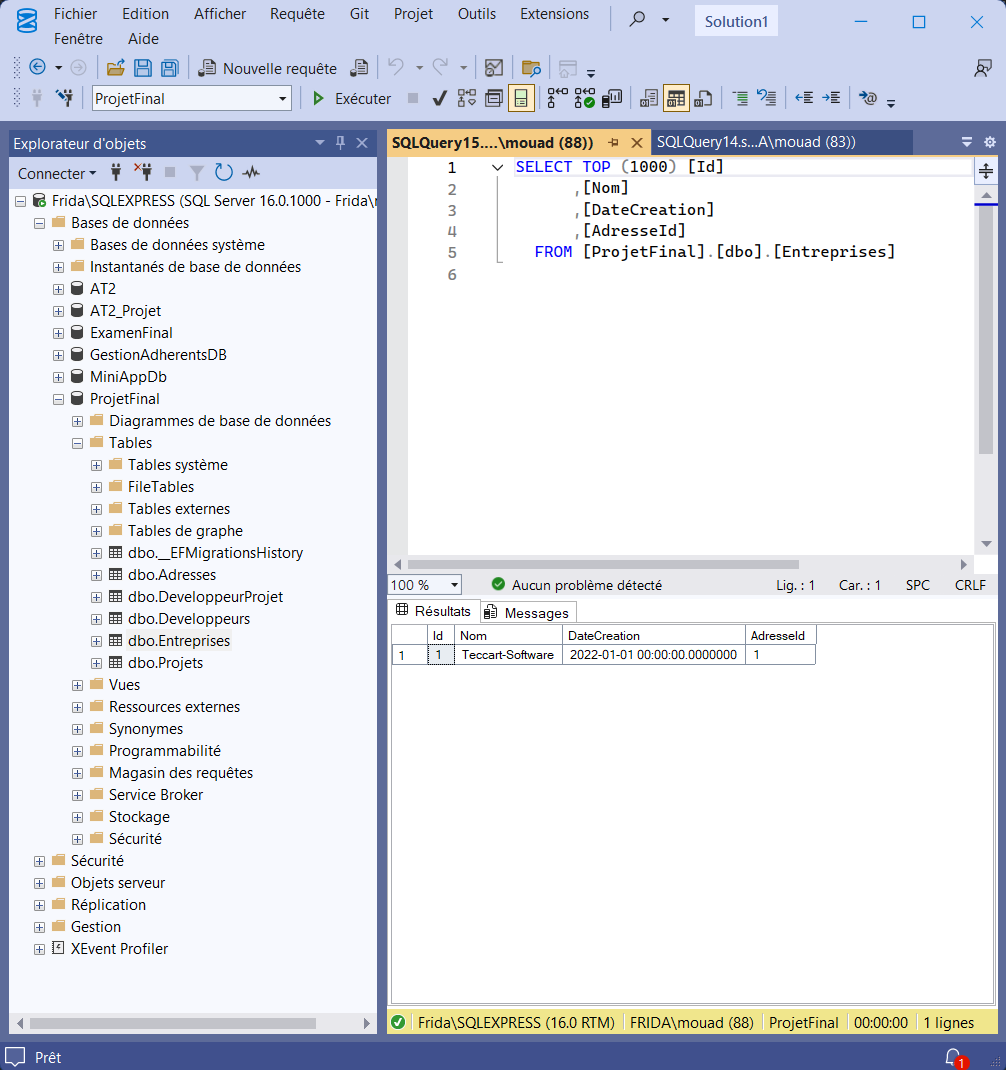 Fichier Edition Afficher Requête Git Projet Outils Extensions Solution1
Fenêtre Aide
Nouvelle requête
ProjetFinal Exécuter
Explorateur d'objets
Connecter
Frida\SQLEXPRESS (SQL Server 16.0.1000 - Frida\
Bases de données
Bases de données système
Instantanés de base de données
AT2
AT2_Projet
ExamenFinal
GestionAdherentsDB
MiniAppDb
ProjetFinal
Diagrammes de base de données
Tables
Tables système
FileTables
Tables externes
Tables de graphe
dbo.__EFMigrationsHistory
dbo.Adresses
dbo.DeveloppeurProjet
dbo.Developpeurs
dbo.Entreprises
dbo.Projets
Vues
Ressources externes
Synonymes
Programmabilité
Magasin des requêtes
Service Broker
Stockage
Sécurité
Sécurité
Objets serveur
Réplication
Gestion
XEvent Profiler
SQLQuery15....\mouad (88)) SQLQuery14.s...A\mouad (83))
1 SELECT TOP (1000) [Id]
2 ,[Nom]
3 ,[DateCreation]
4 ,[AdresseId]
5 FROM [ProjetFinal].[dbo].[Entreprises]
6
100 % Aucun problème détecté Lig. : 1 Car. : 1 SPC CRLF
Résultats Messages
Id Nom DateCreation AdresseId
1 1 Teccart-Software 2022-01-01 00:00:00.0000000 1
Frida\SQLEXPRESS (16.0 RTM) FRIDA\mouad (88) ProjetFinal 00:00:00 1 lignes
Prêt 1